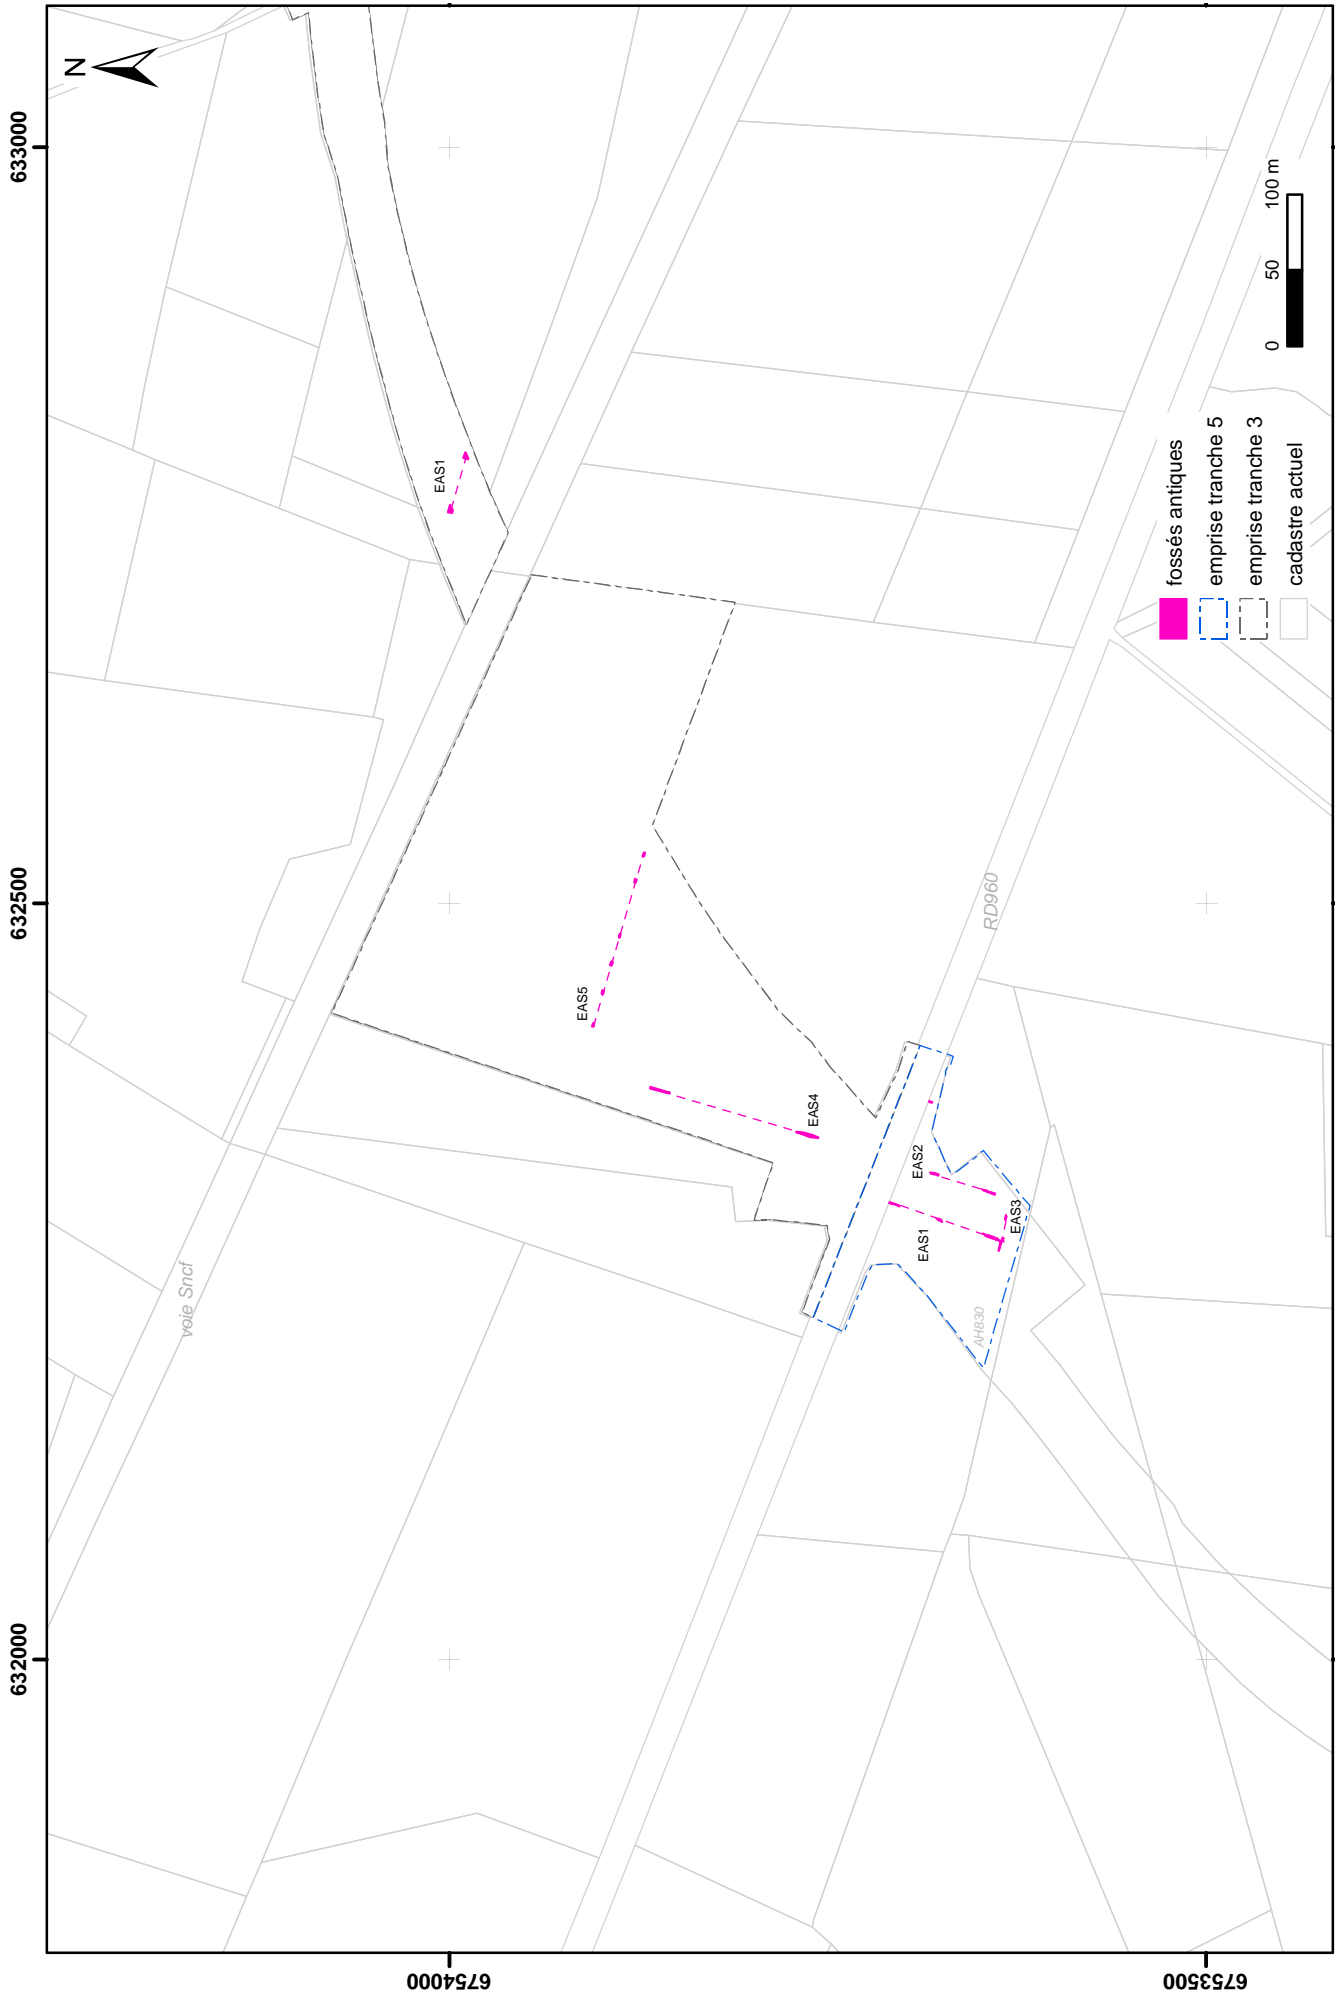 N
632000
632500
633000
6754000
6753500
voie Sncf
EAS1
EAS5
EAS4
EAS2
EAS1
EAS3
AH830
RD960
0 50 100 m
fossés antiques
emprise tranche 5
emprise tranche 3
cadastre actuel